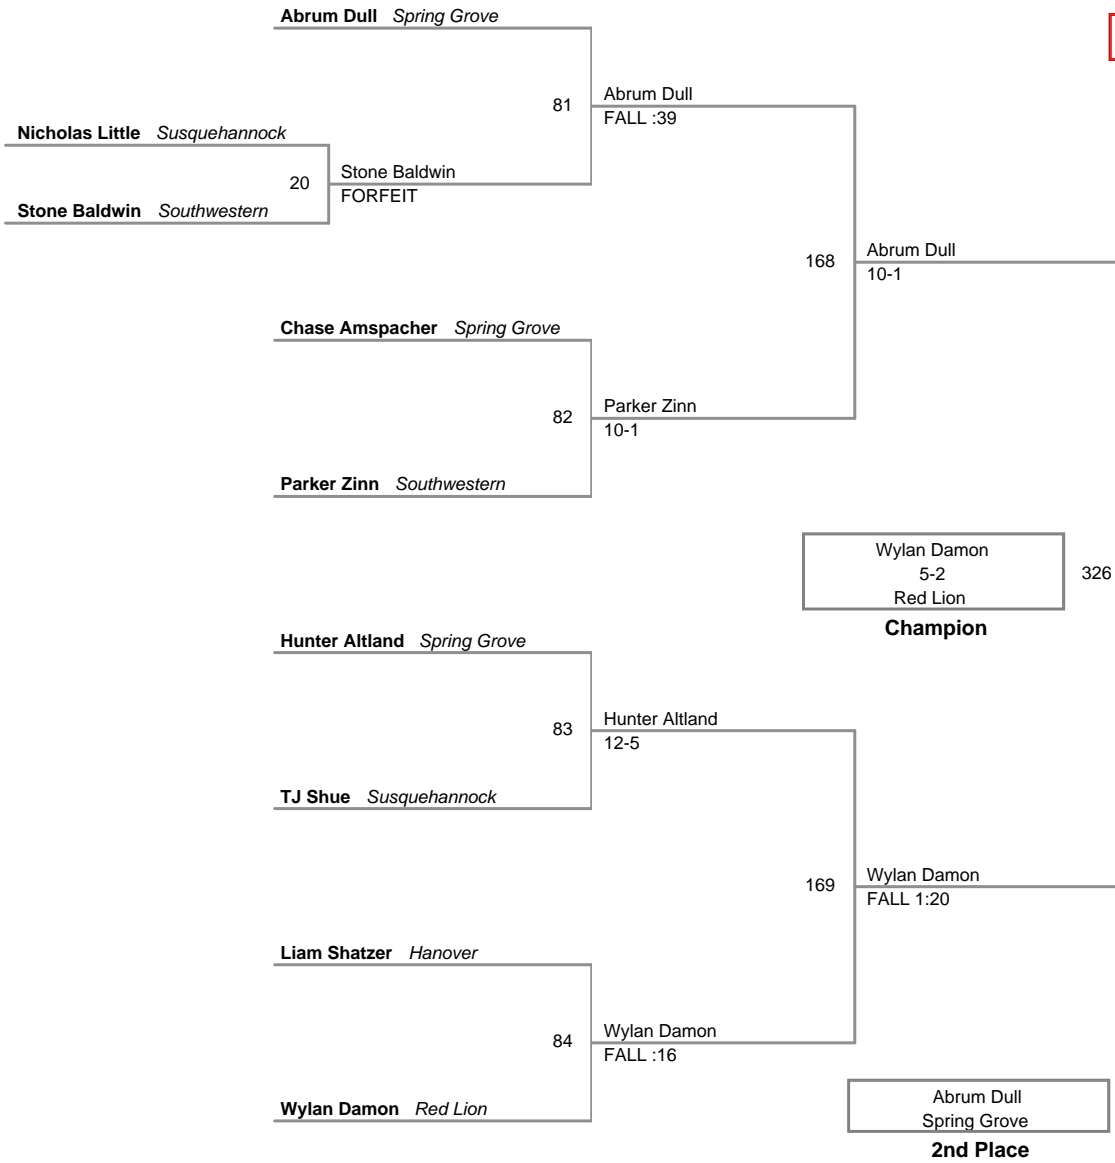 Abrum Dull Spring Grove
81
Abrum Dull
FALL :39
Nicholas Little Susquehannock
20
Stone Baldwin
FORFEIT
Stone Baldwin Southwestern
168
Abrum Dull
10-1
Chase Amspacher Spring Grove
82
Parker Zinn
10-1
Parker Zinn Southwestern
Wylan Damon
5-2
Red Lion
326
Champion
Hunter Altland Spring Grove
83
Hunter Altland
12-5
TJ Shue Susquehannock
169
Wylan Damon
FALL 1:20
Liam Shatzer Hanover
84
Wylan Damon
FALL :16
Wylan Damon Red Lion
Abrum Dull
Spring Grove
2nd Place